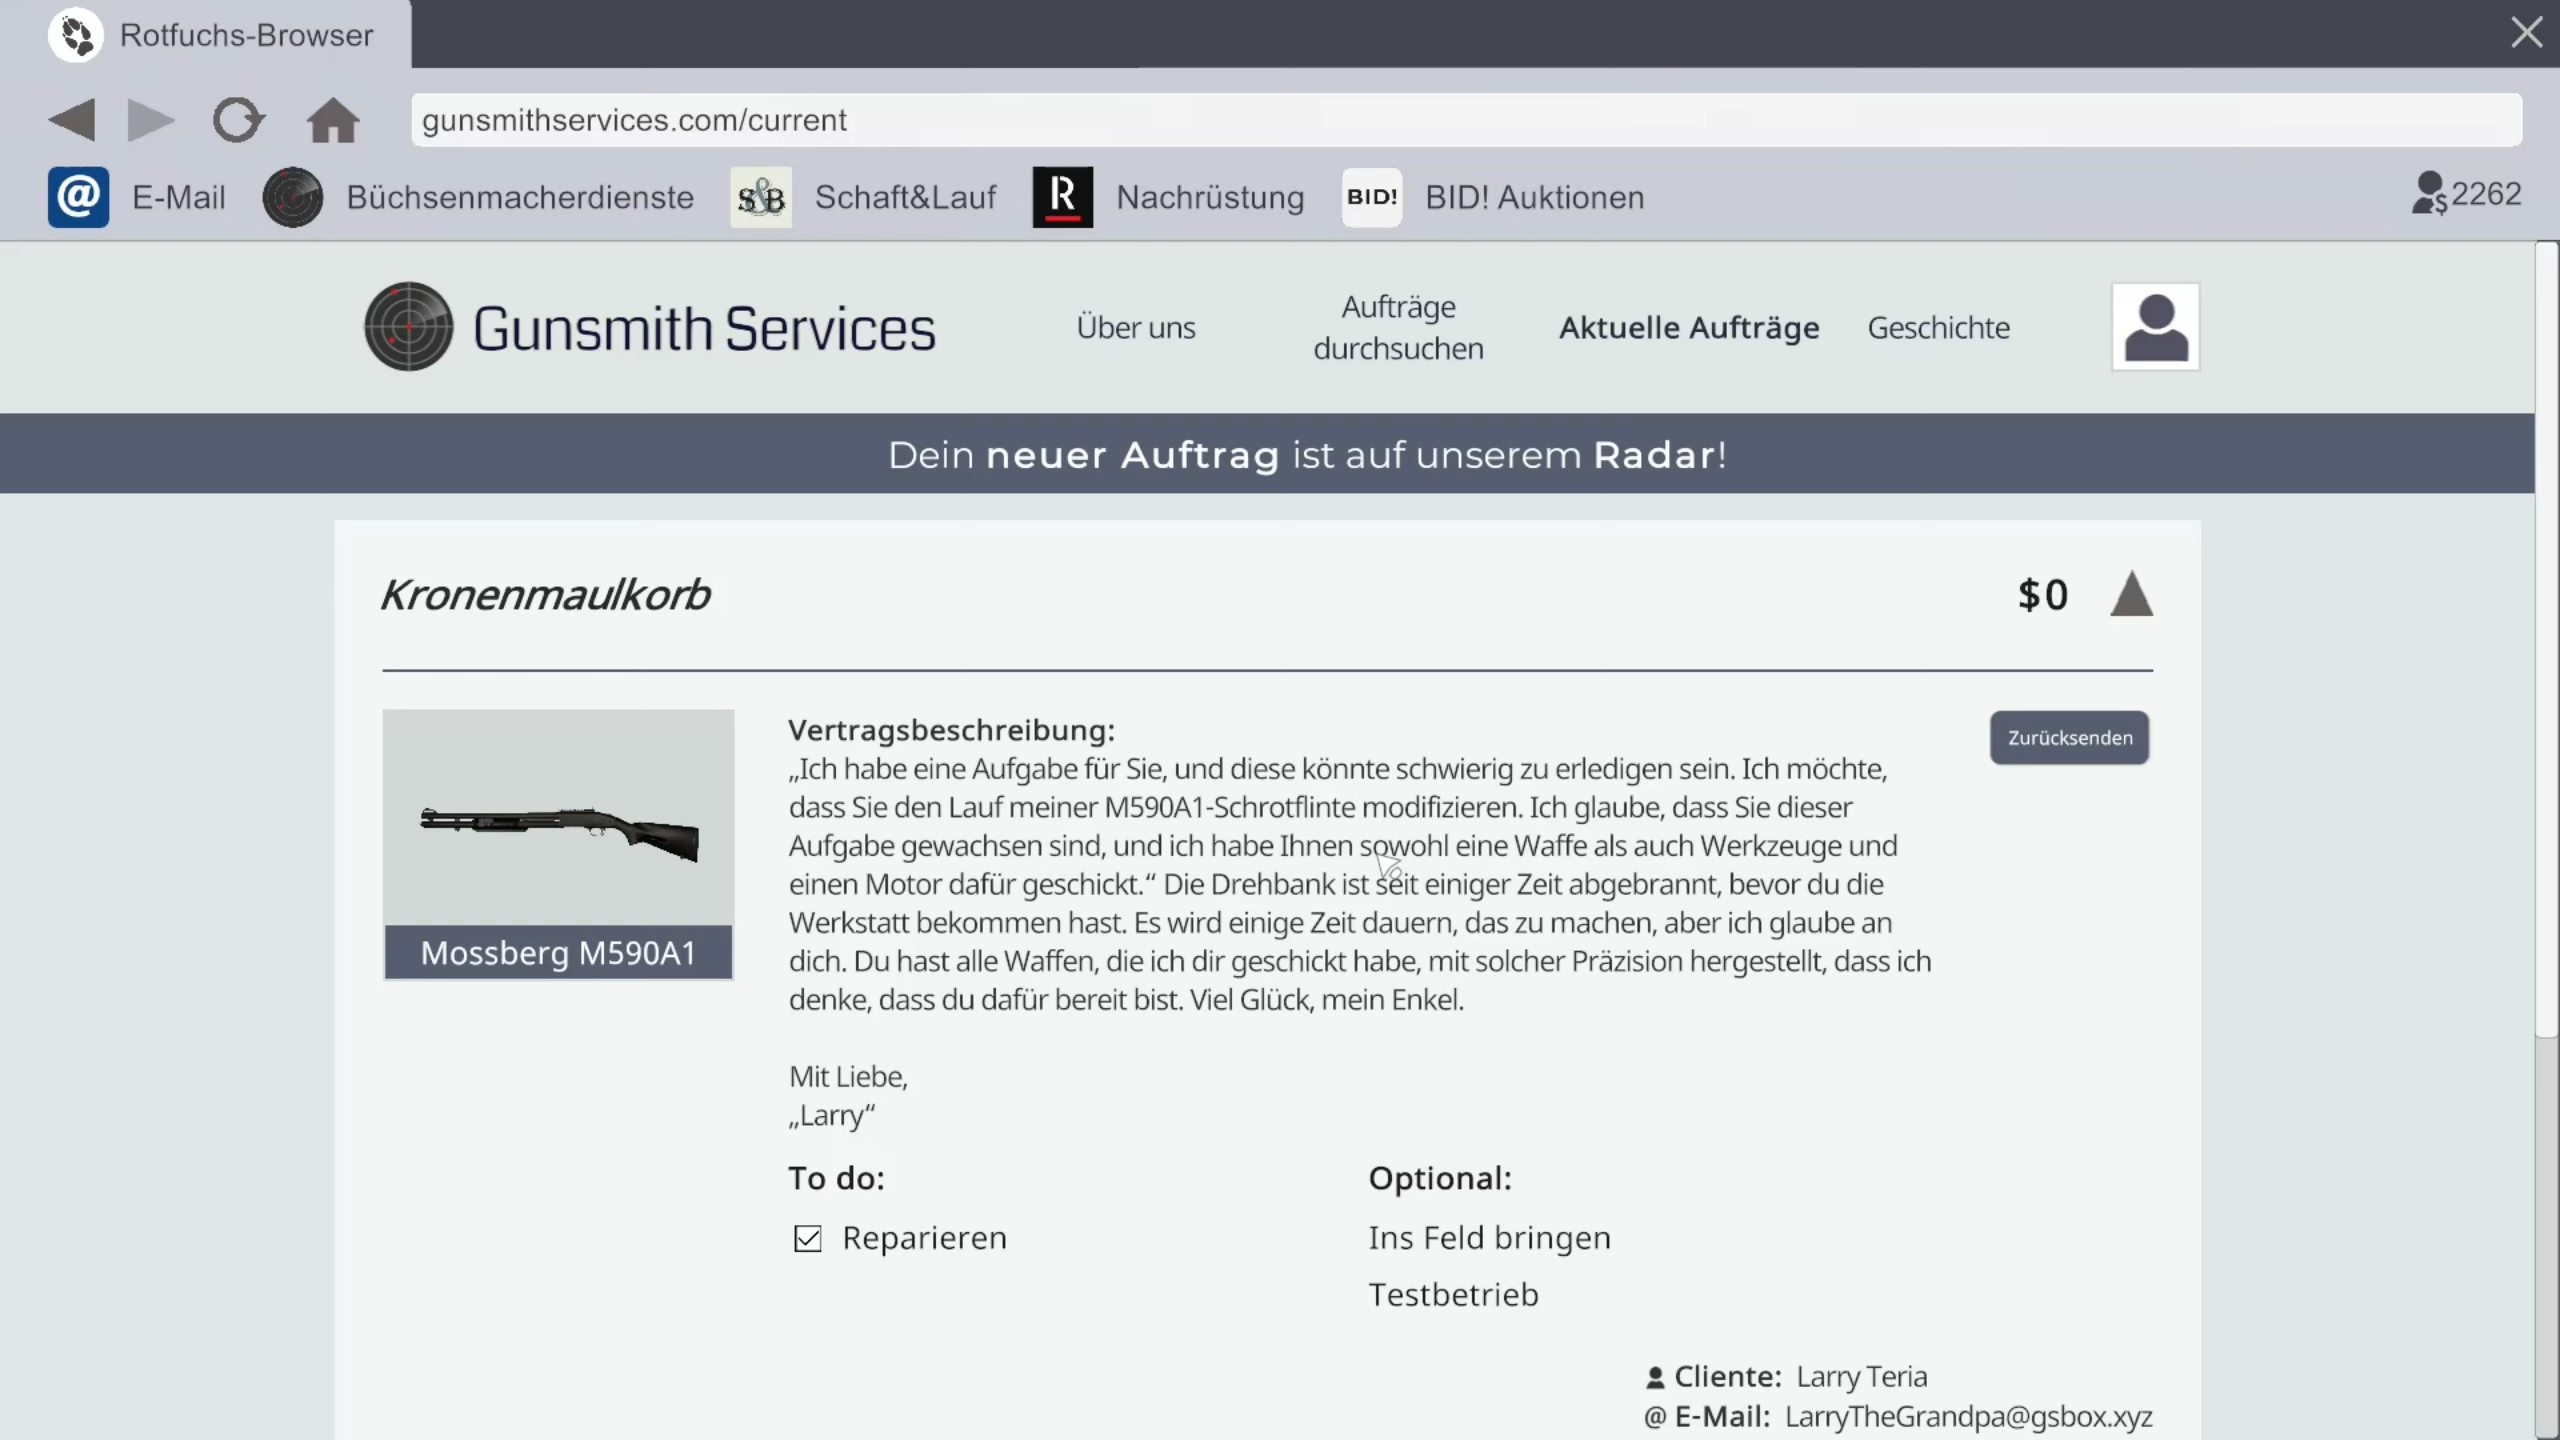 Rotfuchs-Browser
gunsmithservices.com/current
@ E-Mail Büchsenmacherdienste S&B Schaft&Lauf R Nachrüstung BID! BID! Auktionen $2262
Gunsmith Services Über uns Aufträge durchsuchen Aktuelle Aufträge Geschichte
Dein neuer Auftrag ist auf unserem Radar!
Kronenmaulkorb $0
Mossberg M590A1
Vertragsbeschreibung:
Zurücksenden
„Ich habe eine Aufgabe für Sie, und diese könnte schwierig zu erledigen sein. Ich möchte,
dass Sie den Lauf meiner M590A1-Schrotflinte modifizieren. Ich glaube, dass Sie dieser
Aufgabe gewachsen sind, und ich habe Ihnen sowohl eine Waffe als auch Werkzeuge und
einen Motor dafür geschickt.“ Die Drehbank ist seit einiger Zeit abgebrannt, bevor du die
Werkstatt bekommen hast. Es wird einige Zeit dauern, das zu machen, aber ich glaube an
dich. Du hast alle Waffen, die ich dir geschickt habe, mit solcher Präzision hergestellt, dass ich
denke, dass du dafür bereit bist. Viel Glück, mein Enkel.
Mit Liebe,
„Larry“
To do: Optional:
Reparieren Ins Feld bringen
Testbetrieb
Cliente: Larry Teria
@ E-Mail: LarryTheGrandpa@gsbox.xyz